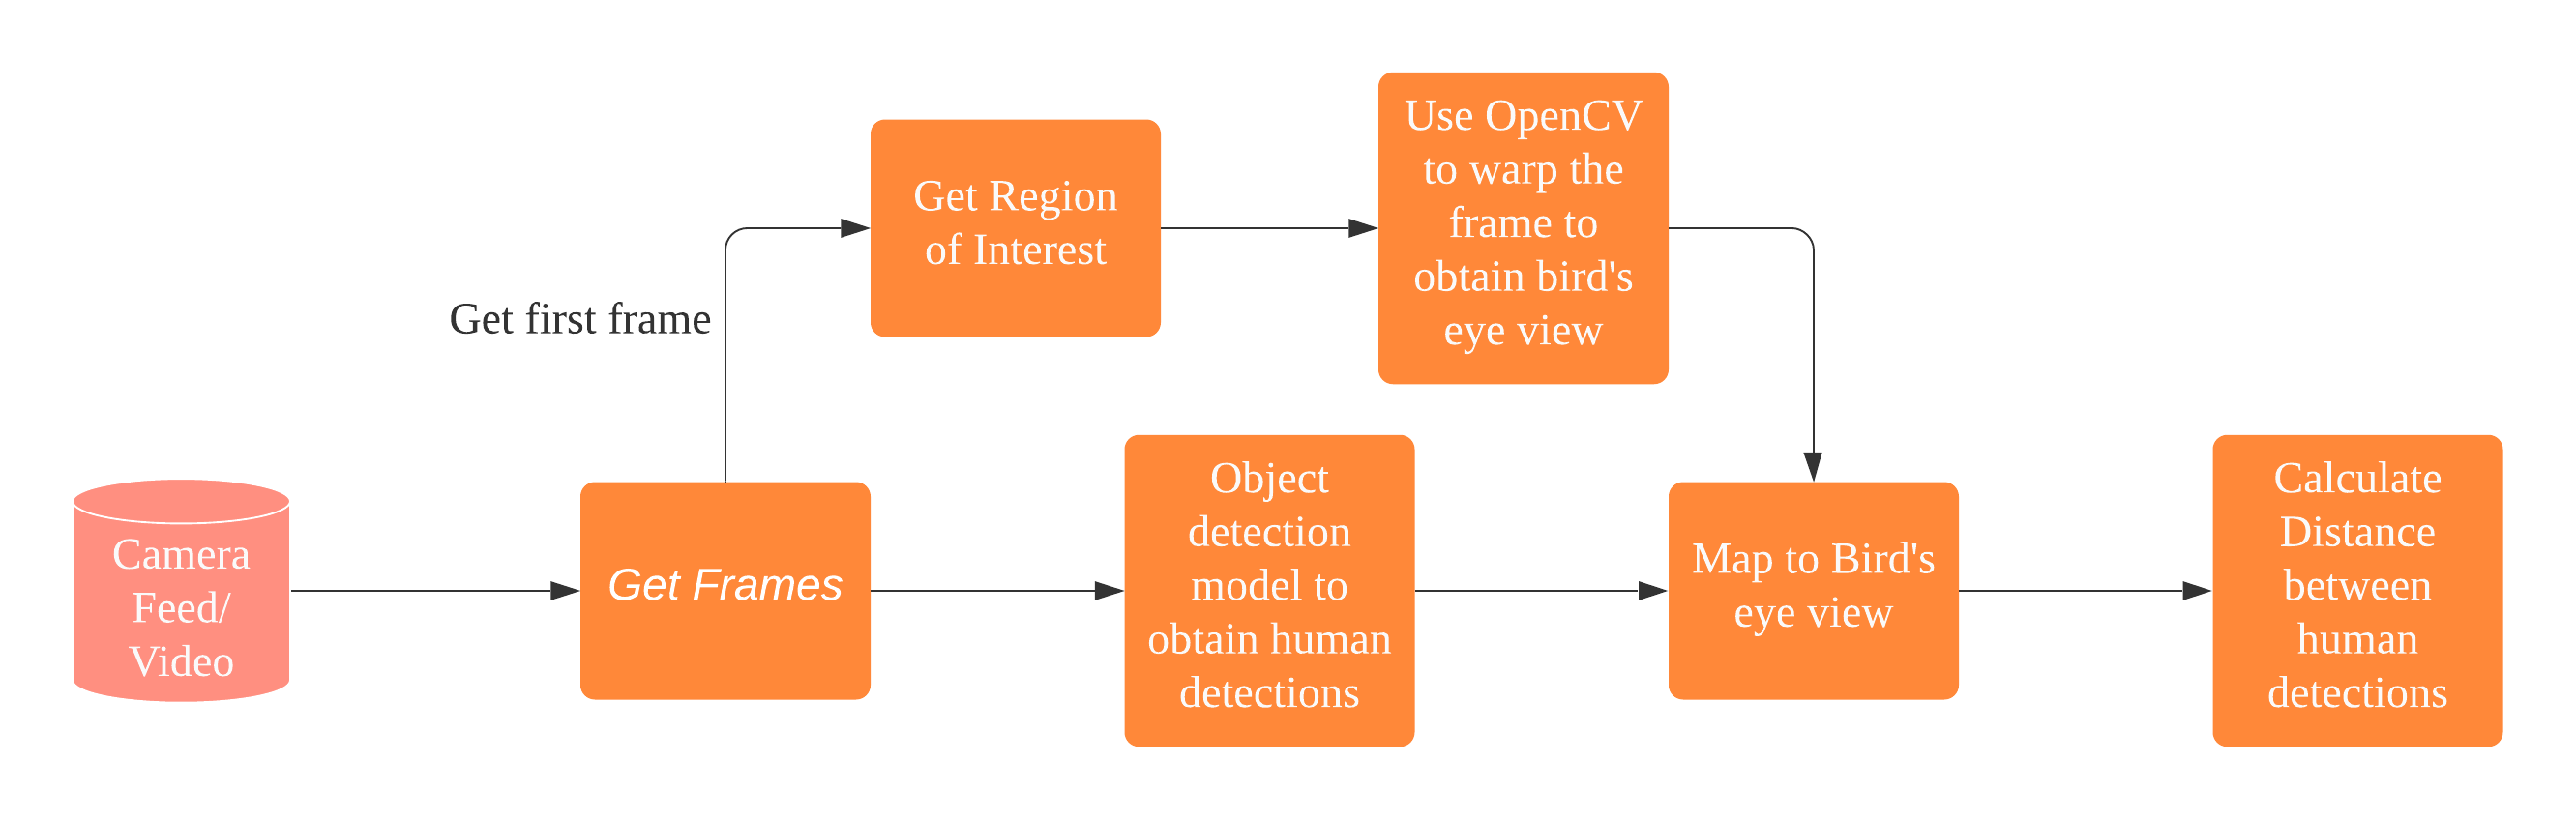 Camera
Feed/
Video
Get Frames
Get first frame
Get Region
of Interest
Use OpenCV
to warp the
frame to
obtain bird's
eye view
Object
detection
model to
obtain human
detections
Map to Bird's
eye view
Calculate
Distance
between
human
detections